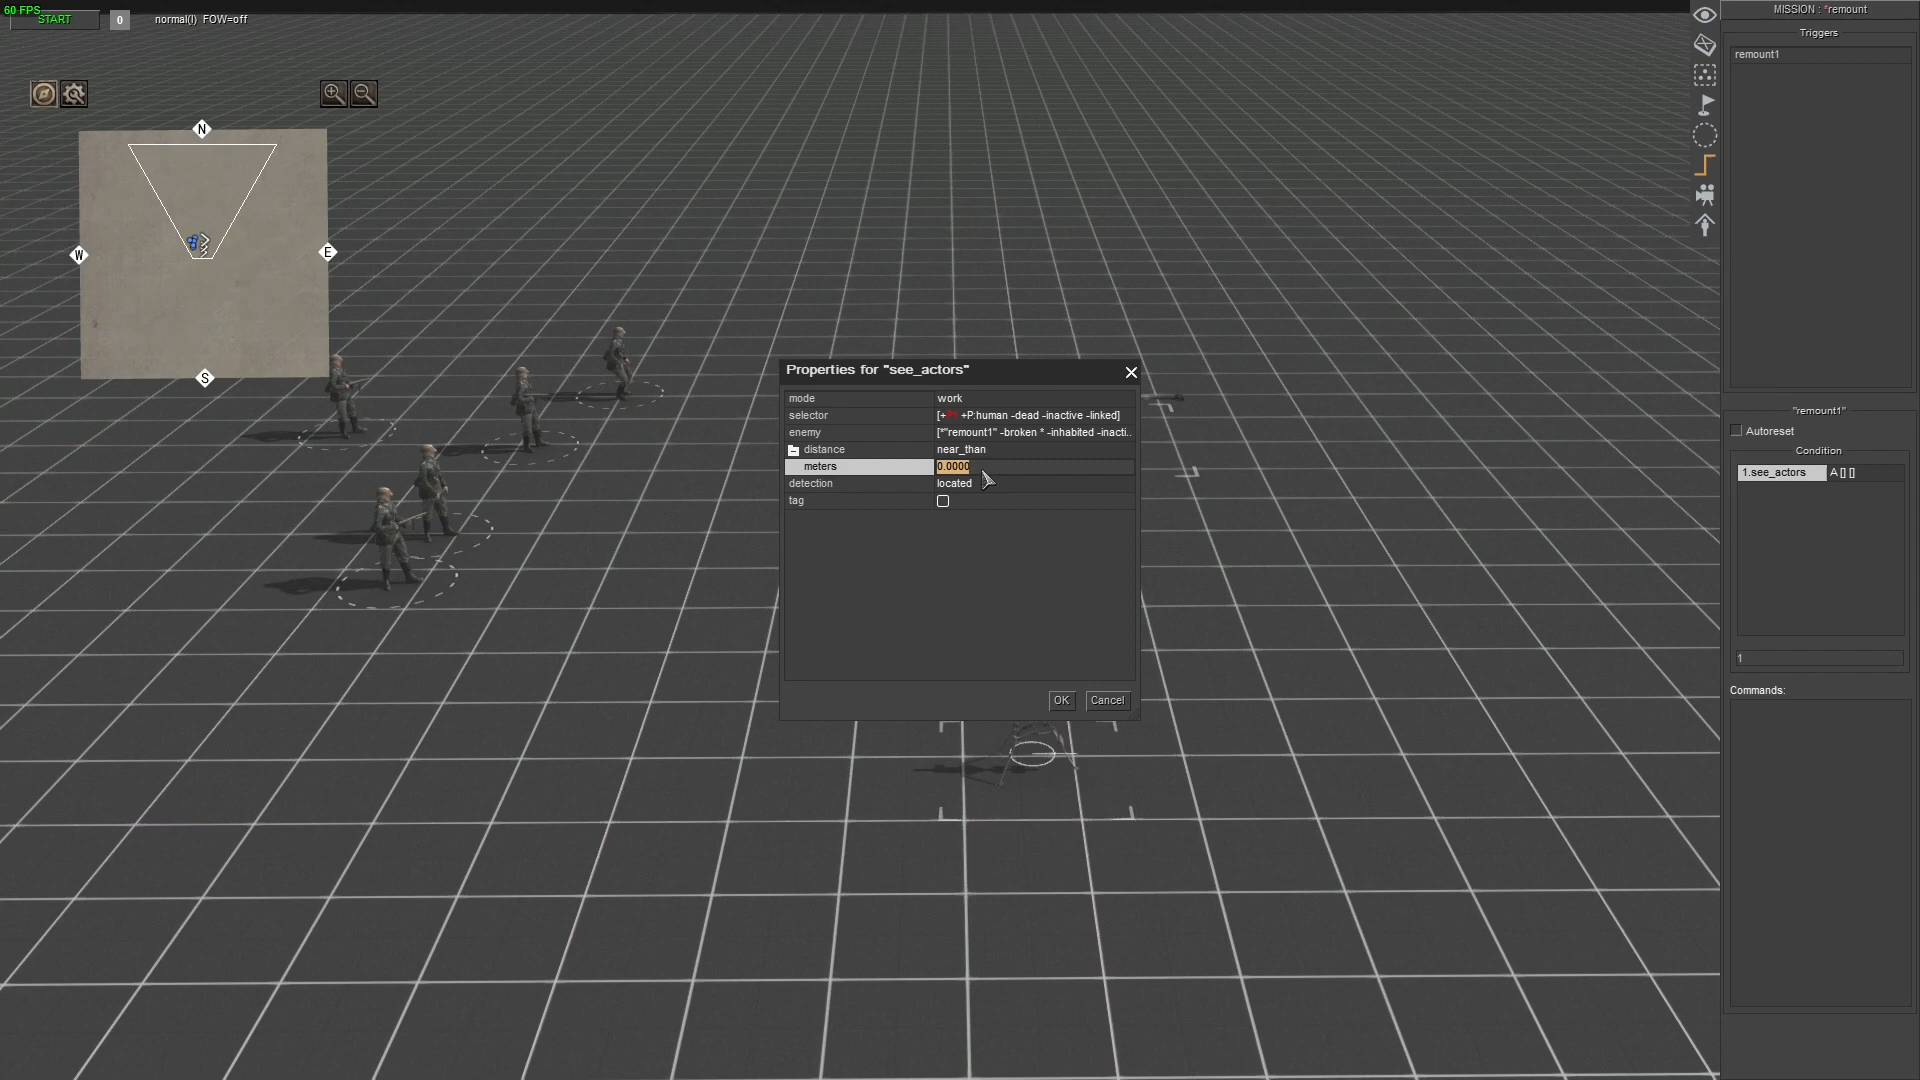 60 FPS
START 0 normal(l) FOW=off
MISSION : *remount
Triggers
remount1
N
W
E
S
Properties for "see_actors"
mode work
selector [+ +P:human -dead -inactive -linked]
enemy [*"remount1" -broken * -inhabited -inacti..
distance near_than
meters 0.0000
detection located
tag
OK Cancel
"remount1"
Autoreset
Condition
1.see_actors A [] []
1
Commands: